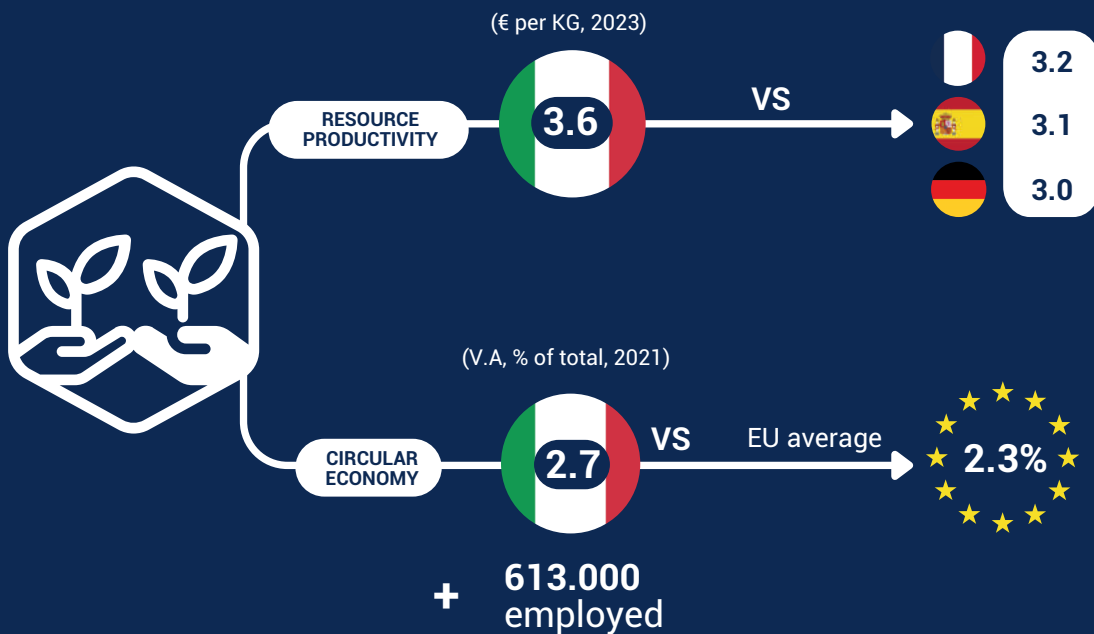 (€ per KG, 2023)
RESOURCE
PRODUCTIVITY
3.6
VS
3.2
3.1
3.0
(V.A, % of total, 2021)
CIRCULAR
ECONOMY
2.7
VS
EU average
2.3%
+
613.000
employed